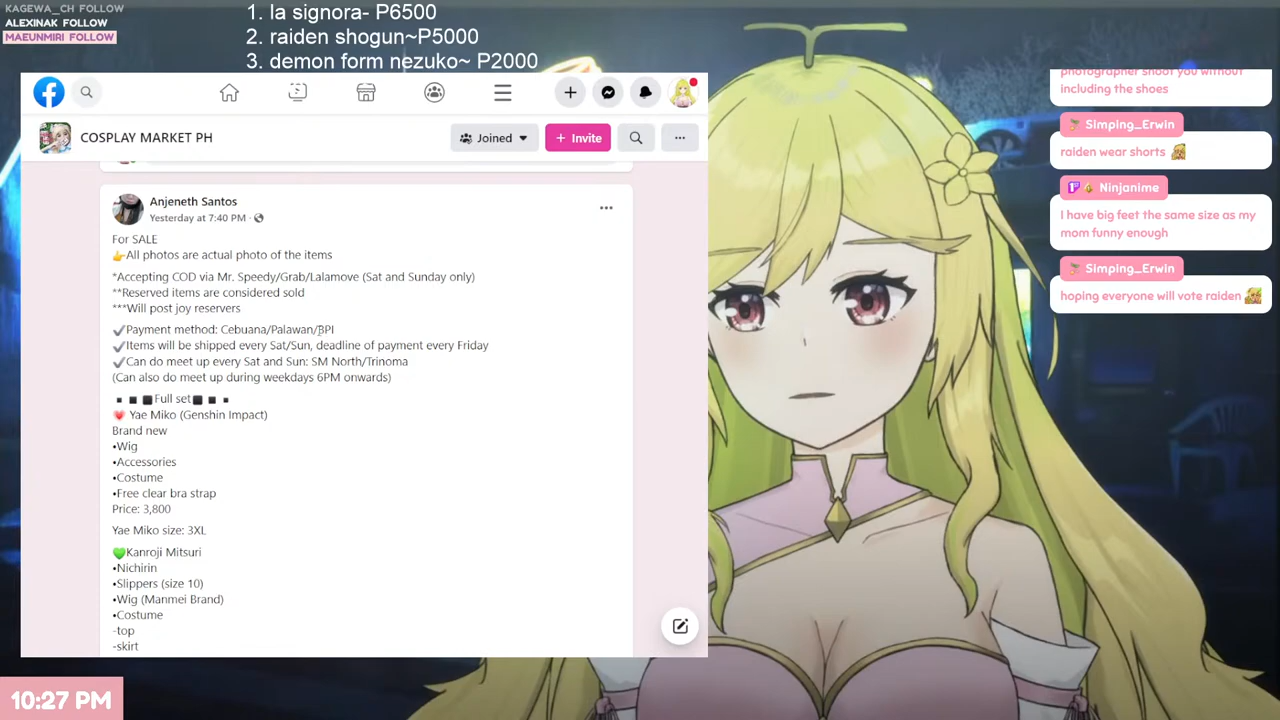 KAGEWA_CH FOLLOW
ALEXINAK FOLLOW
MAEUNMIRI FOLLOW
1. la signora- P6500
2. raiden shogun~P5000
3. demon form nezuko~ P2000
COSPLAY MARKET PH
Joined
+ Invite
Anjeneth Santos
Yesterday at 7:40 PM ·
For SALE
👉All photos are actual photo of the items
*Accepting COD via Mr. Speedy/Grab/Lalamove (Sat and Sunday only)
**Reserved items are considered sold
***Will post joy reservers
✔Payment method: Cebuana/Palawan/BPI
✔Items will be shipped every Sat/Sun, deadline of payment every Friday
✔Can do meet up every Sat and Sun: SM North/Trinoma
(Can also do meet up during weekdays 6PM onwards)
▪◾⬛Full set⬛◾▪
💗 Yae Miko (Genshin Impact)
Brand new
•Wig
•Accessories
•Costume
•Free clear bra strap
Price: 3,800
Yae Miko size: 3XL
💚Kanroji Mitsuri
•Nichirin
•Slippers (size 10)
•Wig (Manmei Brand)
•Costume
-top
-skirt
photographer shoot you without
including the shoes
Simping_Erwin
raiden wear shorts
Ninjanime
I have big feet the same size as my
mom funny enough
Simping_Erwin
hoping everyone will vote raiden
10:27 PM